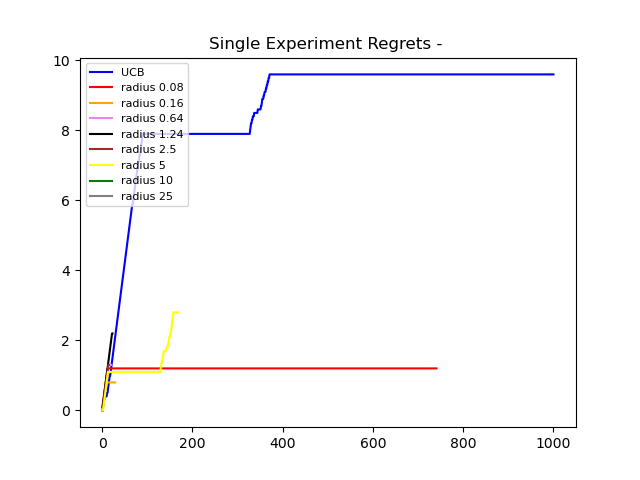 Single Experiment Regrets -
10
8
6
4
2
0
UCB
radius 0.08
radius 0.16
radius 0.64
radius 1.24
radius 2.5
radius 5
radius 10
radius 25
0 200 400 600 800 1000